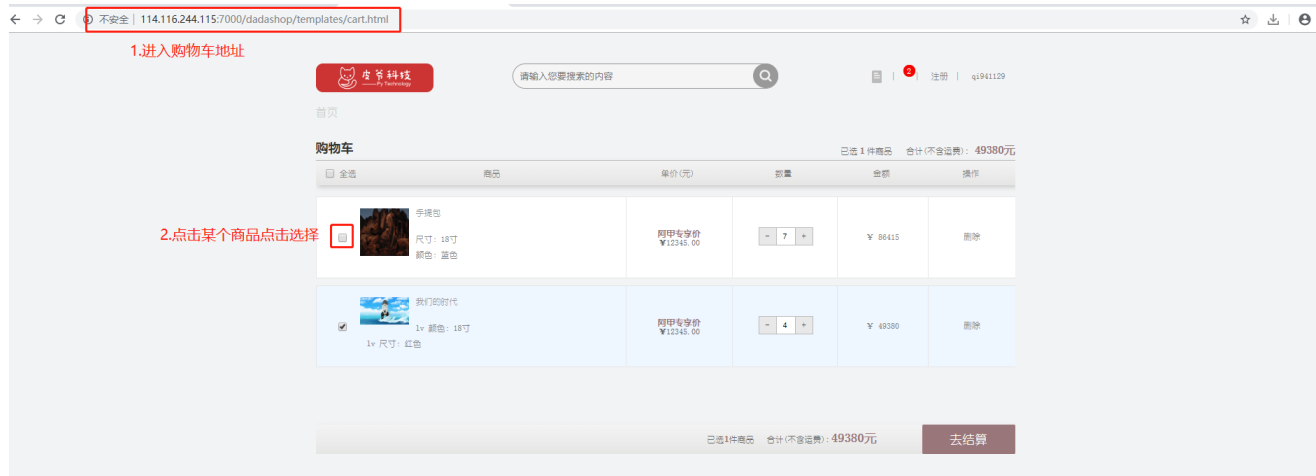 不安全 | 114.116.244.115:7000/dadashop/templates/cart.html
1.进入购物车地址
皮爷科技
——Py Technology
请输入您要搜索的内容
2
注册
qi941129
首页
购物车
已选 1 件商品 合计(不含运费): 49380元
全选 商品 单价(元) 数量 金额 操作
2.点击某个商品点击选择
手提包
尺寸: 18寸
颜色: 蓝色
阿甲专享价
¥12345.00
- 7 +
¥ 86415
删除
我们的时代
lv 颜色: 18寸
lv 尺寸: 红色
阿甲专享价
¥12345.00
- 4 +
¥ 49380
删除
已选1件商品 合计(不含运费): 49380元
去结算